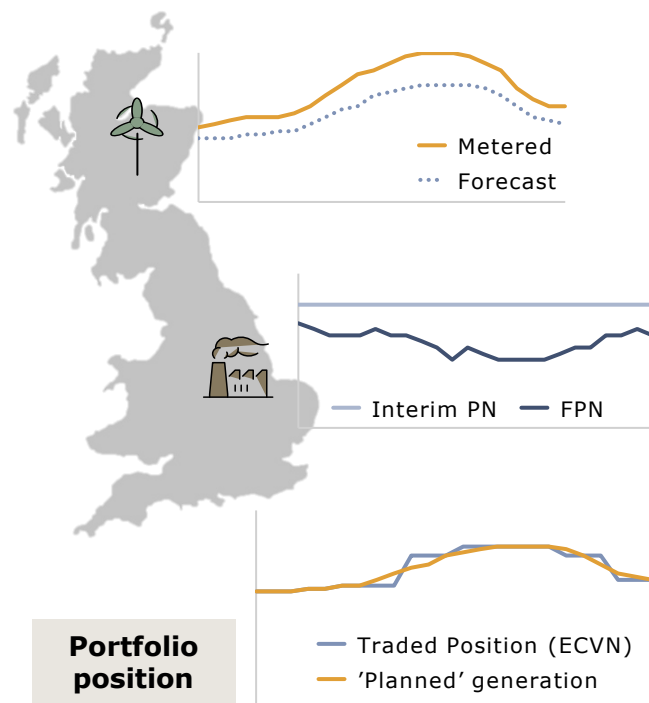 Metered
Forecast
Interim PN
FPN
Portfolio
position
Traded Position (ECVN)
’Planned’ generation